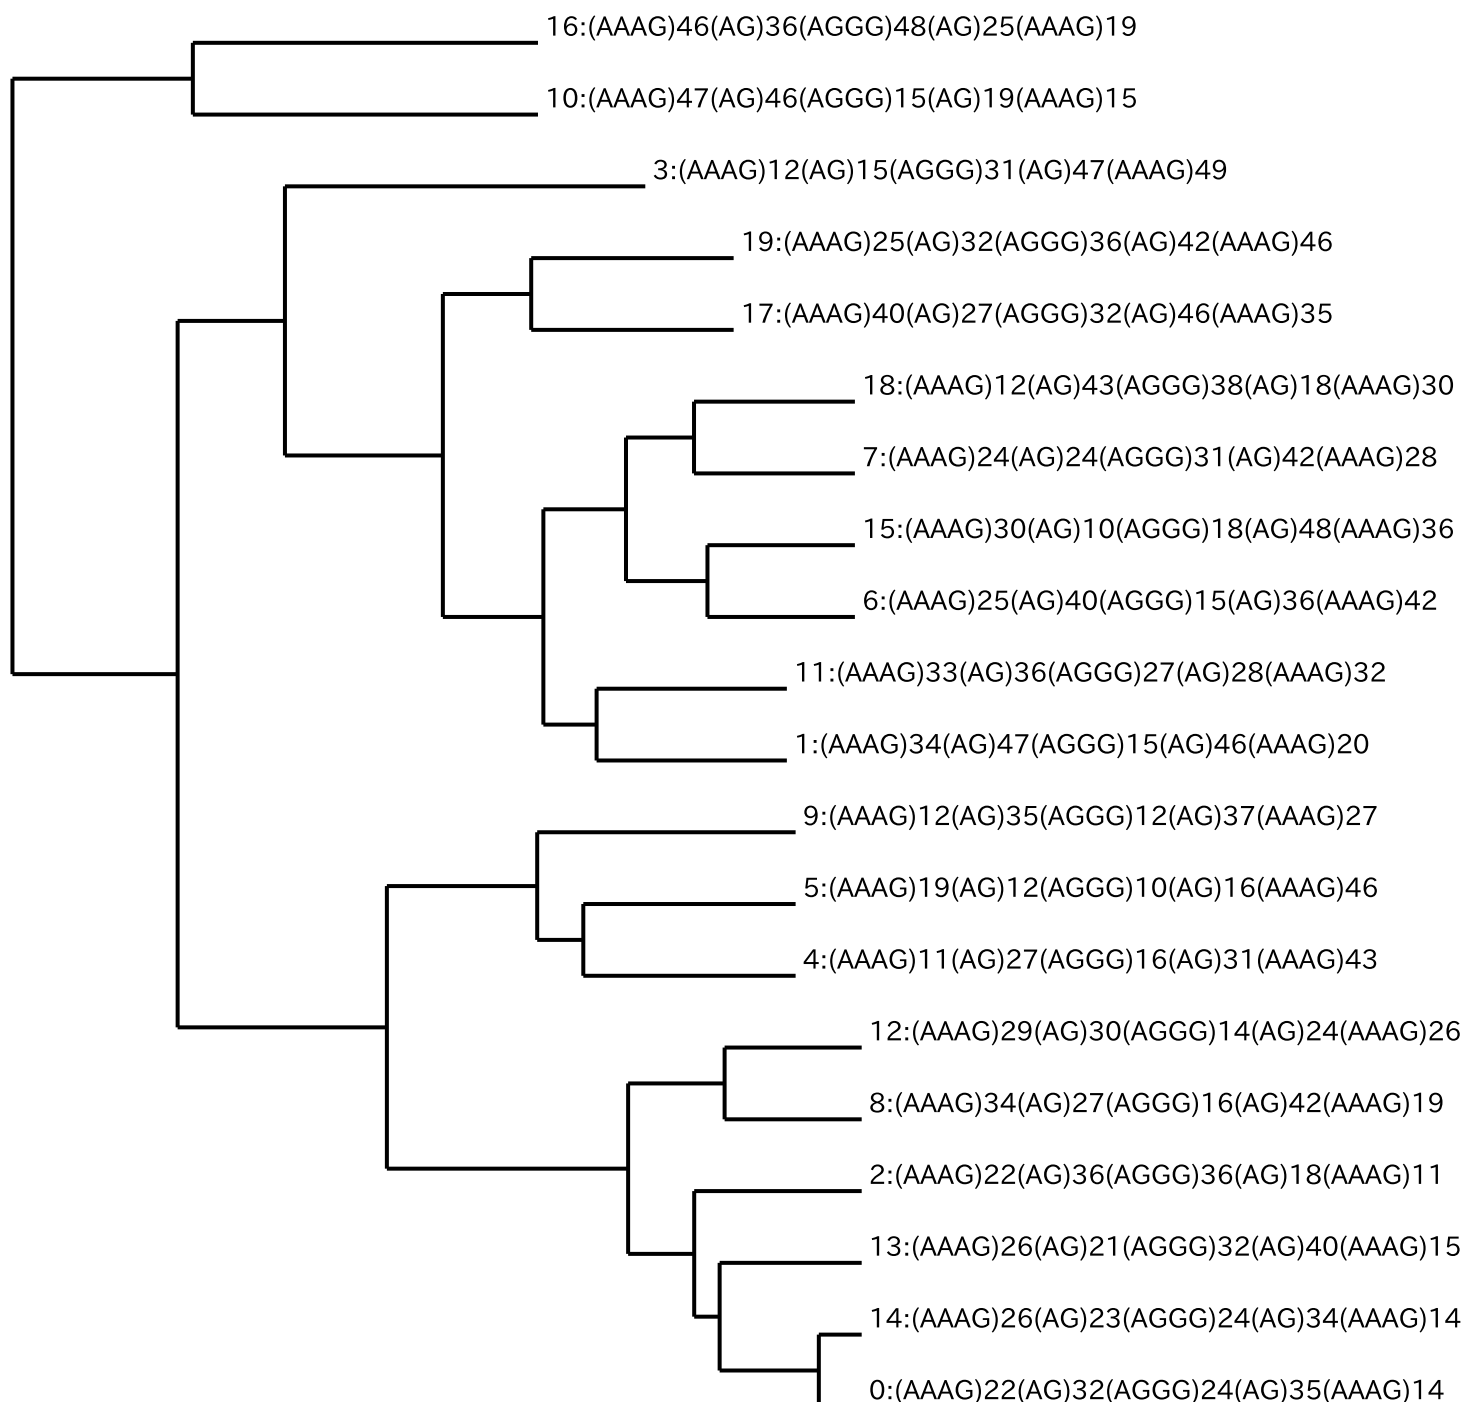 16:(AAAG)46(AG)36(AGGG)48(AG)25(AAAG)19
10:(AAAG)47(AG)46(AGGG)15(AG)19(AAAG)15
3:(AAAG)12(AG)15(AGGG)31(AG)47(AAAG)49
19:(AAAG)25(AG)32(AGGG)36(AG)42(AAAG)46
17:(AAAG)40(AG)27(AGGG)32(AG)46(AAAG)35
18:(AAAG)12(AG)43(AGGG)38(AG)18(AAAG)30
7:(AAAG)24(AG)24(AGGG)31(AG)42(AAAG)28
15:(AAAG)30(AG)10(AGGG)18(AG)48(AAAG)36
6:(AAAG)25(AG)40(AGGG)15(AG)36(AAAG)42
11:(AAAG)33(AG)36(AGGG)27(AG)28(AAAG)32
1:(AAAG)34(AG)47(AGGG)15(AG)46(AAAG)20
9:(AAAG)12(AG)35(AGGG)12(AG)37(AAAG)27
5:(AAAG)19(AG)12(AGGG)10(AG)16(AAAG)46
4:(AAAG)11(AG)27(AGGG)16(AG)31(AAAG)43
12:(AAAG)29(AG)30(AGGG)14(AG)24(AAAG)26
8:(AAAG)34(AG)27(AGGG)16(AG)42(AAAG)19
2:(AAAG)22(AG)36(AGGG)36(AG)18(AAAG)11
13:(AAAG)26(AG)21(AGGG)32(AG)40(AAAG)15
14:(AAAG)26(AG)23(AGGG)24(AG)34(AAAG)14
0:(AAAG)22(AG)32(AGGG)24(AG)35(AAAG)14